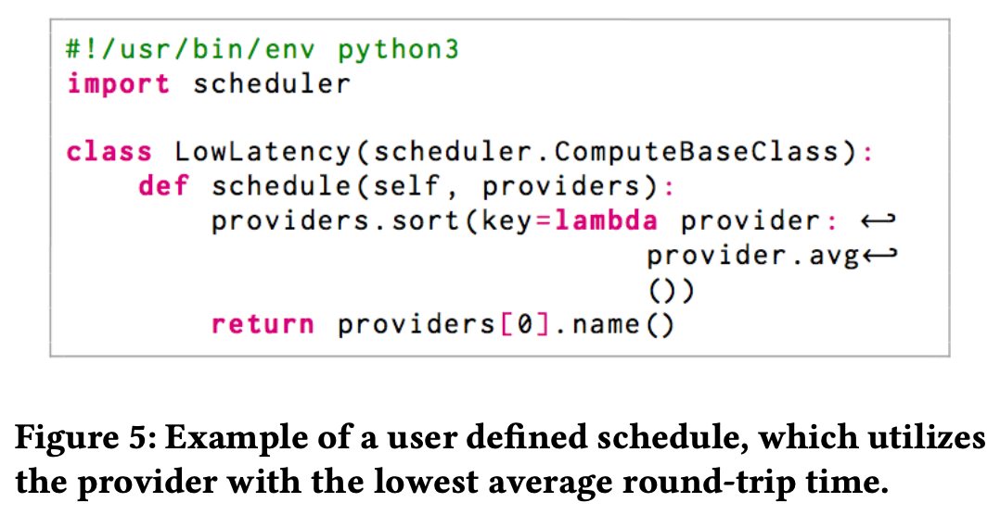 #!/usr/bin/env python3
import scheduler
class LowLatency(scheduler.ComputeBaseClass):
    def schedule(self, providers):
        providers.sort(key=lambda provider: ↩
                                provider.avg↩
                                ())
        return providers[0].name()
Figure 5: Example of a user defined schedule, which utilizes
the provider with the lowest average round-trip time.